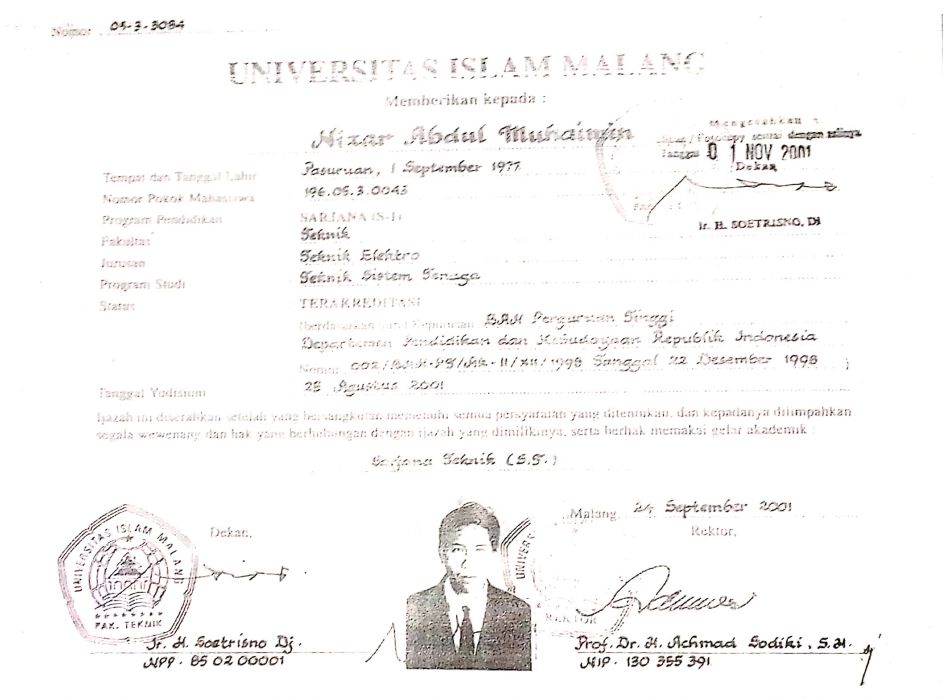 Nomor : 05-3-3084
UNIVERSITAS ISLAM MALANG
Memberikan kepada :
Nizar Abdul Muhaimin
Mengesahkan
Fotocopy sesuai dengan aslinya
Tanggal 01 NOV 2001
Dekan
Ir. H. SOETRISNO, DJ
Tempat dan Tanggal Lahir Pasuruan, 1 September 1977
Nomor Pokok Mahasiswa 196.05.3.0043
Program Pendidikan SARJANA (S-1)
Fakultas Teknik
Jurusan Teknik Elektro
Program Studi Teknik Sistem Tenaga
Status TERAKREDITASI
Berdasarkan Surat Keputusan BAN Perguruan Tinggi
Departemen Pendidikan dan Kebudayaan Republik Indonesia
Nomor 002/BAN-PT/Ak-II/XII/1998 Tanggal 22 Desember 1998
Tanggal Yudisium 25 Agustus 2001
Ijazah ini diserahkan setelah yang bersangkutan memenuhi semua persyaratan yang ditentukan, dan kepadanya dilimpahkan
segala wewenang dan hak yang berhubungan dengan ijazah yang dimilikinya, serta berhak memakai gelar akademik :
Sarjana Teknik (S.T.)
Malang, 24 September 2001
Dekan,
Rektor,
UNIVERSITAS ISLAM MALANG
FAK. TEKNIK
UNIVERS
REKTOR
Ir. H. Soetrisno Dj.
NPP. 85 02 00001
Prof. Dr. H. Achmad Sodiki, S.H.
NIP. 130 355 391